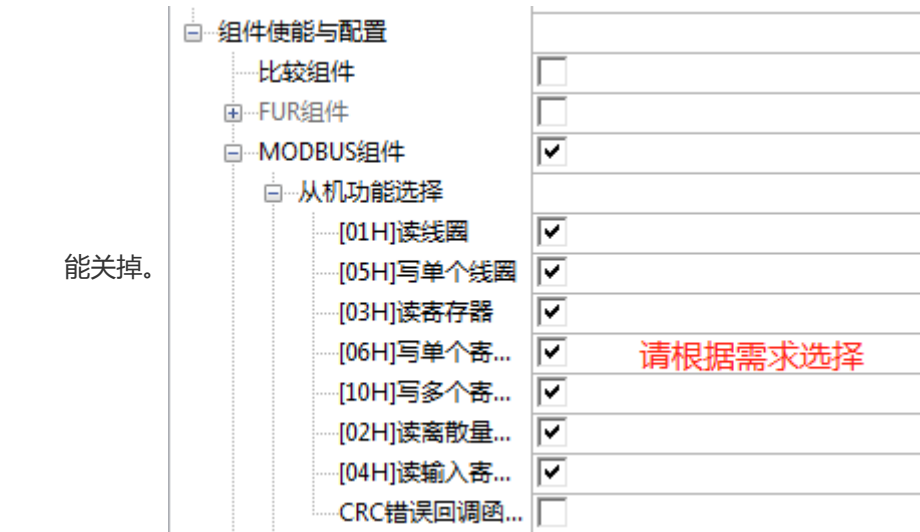 组件使能与配置
比较组件
FUR组件
MODBUS组件
从机功能选择
[01H]读线圈
能关掉。
[05H]写单个线圈
[03H]读寄存器
[06H]写单个寄... 请根据需求选择
[10H]写多个寄...
[02H]读离散量...
[04H]读输入寄...
CRC错误回调函...